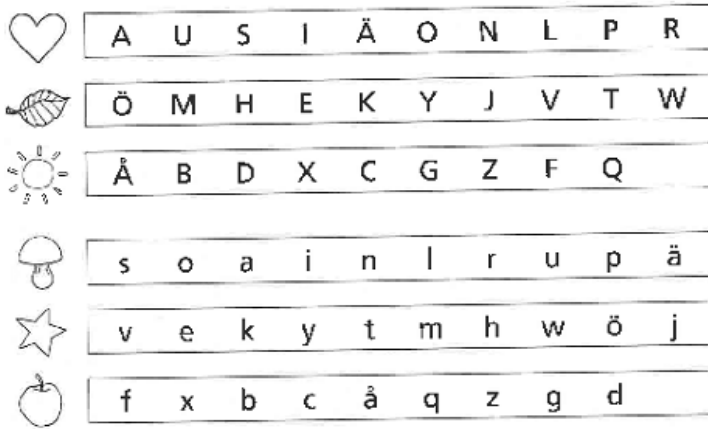 A U S I Ä O N L P R
Ö M H E K Y J V T W
Å B D X C G Z F Q
s o a i n l r u p ä
v e k y t m h w ö j
f x b c å q z g d